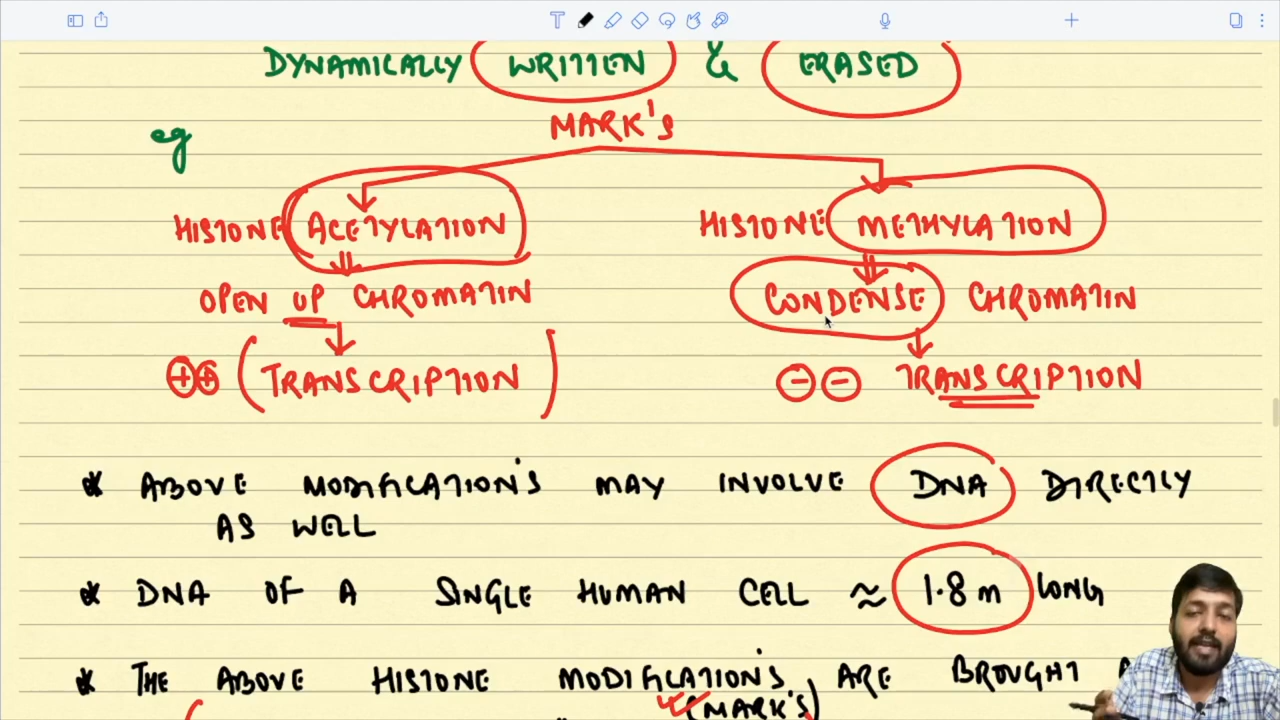 DYNAMICALLY WRITTEN & ERASED
eg
MARK'S
HISTONE ACETYLATION
HISTONE METHYLATION
OPEN UP CHROMATIN
CONDENSE CHROMATIN
++ (TRANSCRIPTION)
-- TRANSCRIPTION
* ABOVE MODIFICATION'S MAY INVOLVE DNA DIRECTLY
AS WELL
* DNA OF A SINGLE HUMAN CELL ≈ 1.8 m LONG
* THE ABOVE HISTONE MODIFICATION'S ARE BROUGHT
(MARK'S)